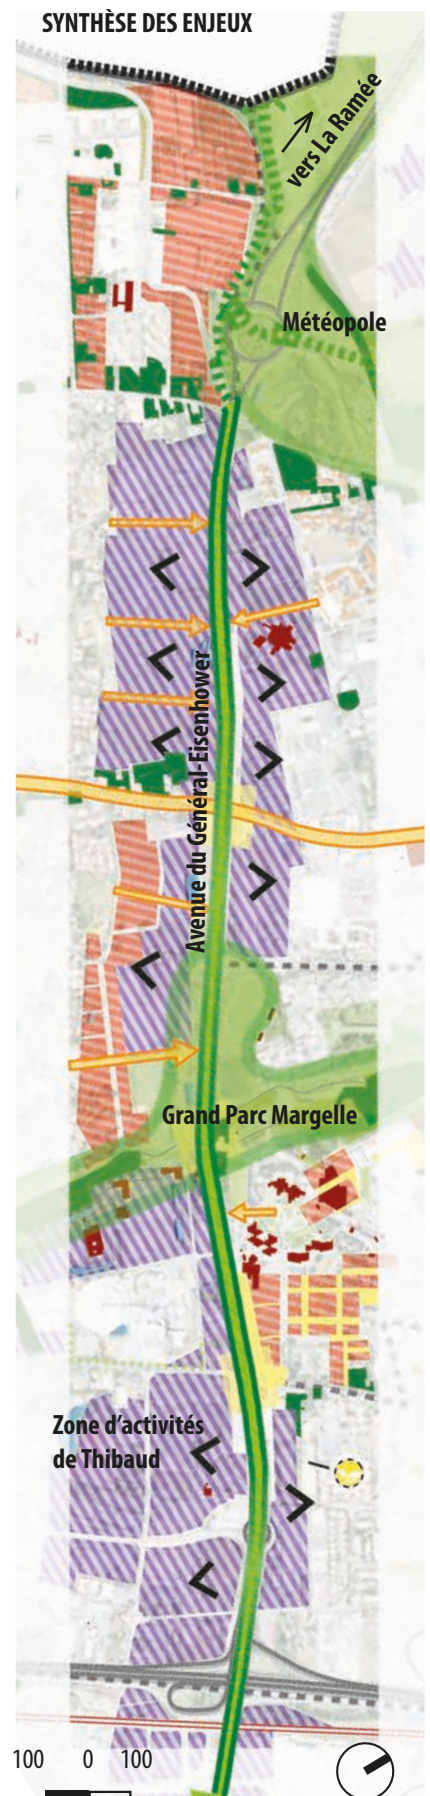 SYNTHÈSE DES ENJEUX
vers La Ramée
Météopole
Avenue du Général-Eisenhower
Grand Parc Margelle
Zone d'activités
de Thibaud
100 0 100